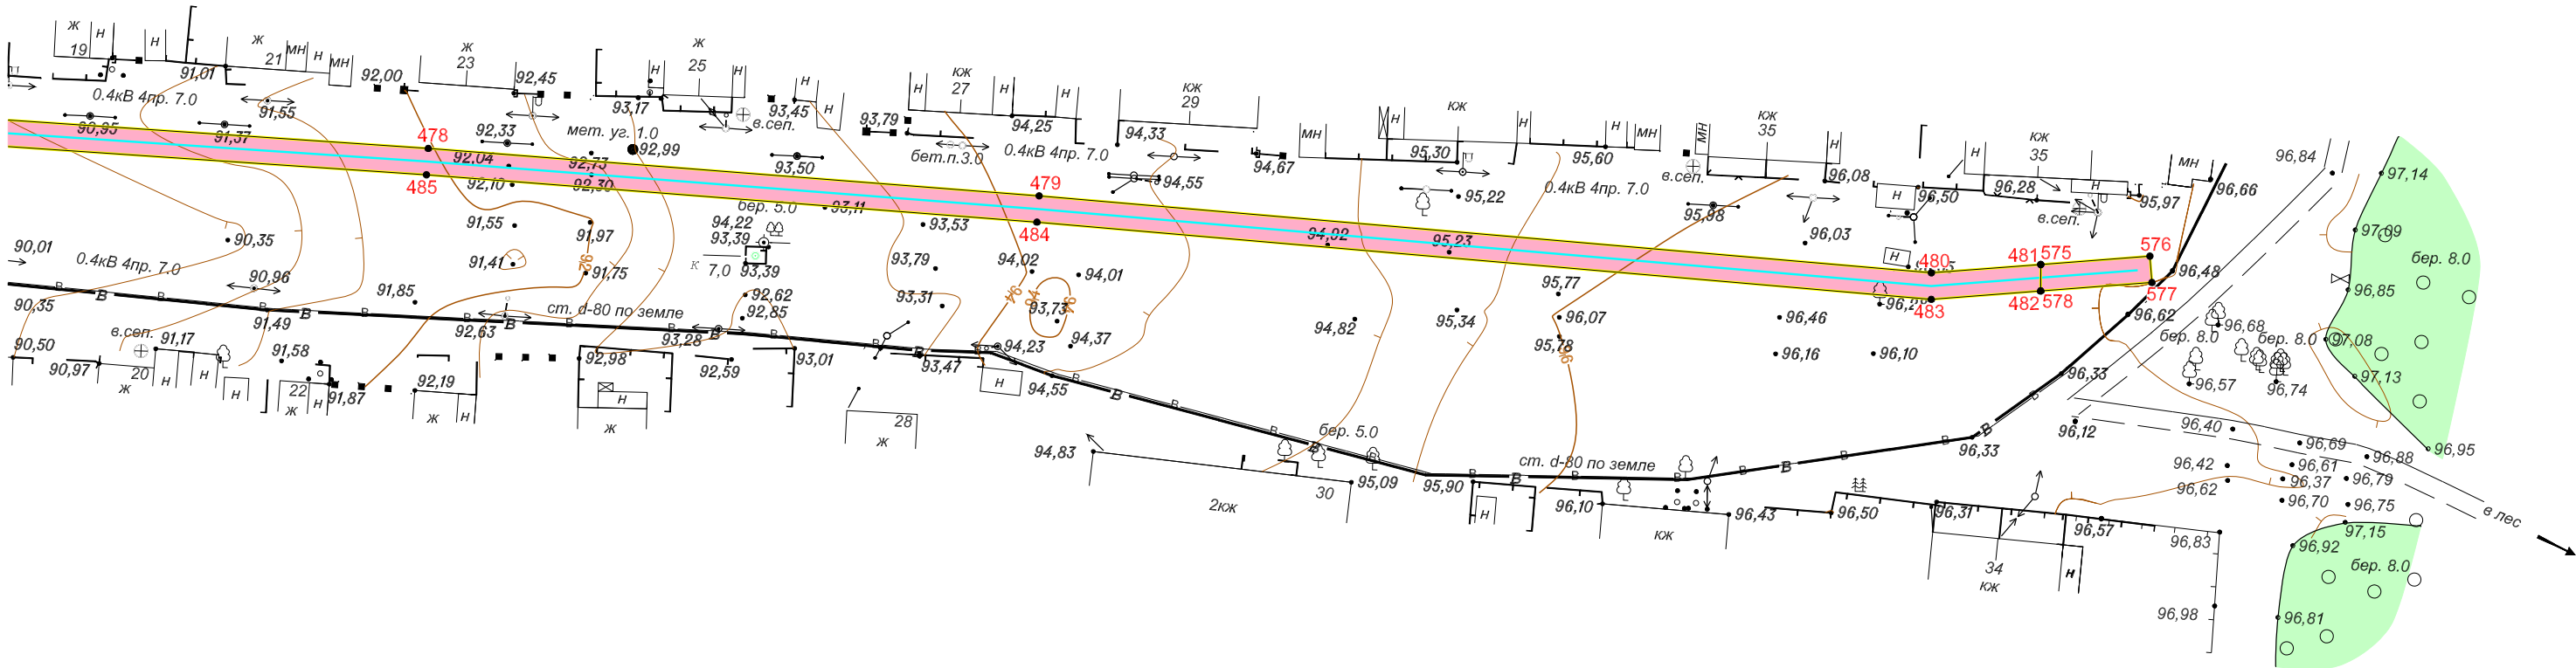 ж
19
н
н
91,01
ж
21
мн
н
мн
92,00
ж
23
92,45
н
ж
25
н
93,17
93,45
в.сеп.
н
н
93,79
н
кж
27
н
н
94,25
94,33
кж
29
94,67
мн
н
кж
95,30
н
95,60
н
мн
мн
кж
35
н
96,08
н
96,50
кж
35
96,28
н
мн
95,97
96,66
96,84
97,14
0.4кВ 4пр. 7.0
90,95
91,37
91,55
478
92,33
92,04
92,10
485
мет. уг. 1.0
92,99
92,73
92,30
93,50
бет.п.3.0
0.4кВ 4пр. 7.0
94,55
95,22
0.4кВ 4пр. 7.0
в.сеп.
95,98
96,03
в.сеп.
н
479
484
480
483
481
575
482
578
576
577
96,48
97,09
бер. 8.0
96,85
90,01
0.4кВ 4пр. 7.0
90,35
90,96
91,55
91,41
91,97
92
91,75
94,22
93,39
бер. 5.0
93,11
к
7,0
93,39
93,53
93,79
94,02
94,01
94
94
94
93,73
94,92
95,23
95,77
96,07
95,78
96
96,46
96,16
96,10
96,62
90,35
91,49
91,85
92,63
ст. d-80 по земле
92,62
92,85
93,28
93,31
94,37
94,82
95,34
90,50
в.сеп.
91,17
91,58
90,97
20
ж
н
н
н
22
ж
н
91,87
92,19
ж
н
92,98
н
ж
92,59
93,01
93,47
94,23
н
94,55
28
ж
94,83
бер. 5.0
30
2кж
95,09
95,90
н
ст. d-80 по земле
96,10
кж
96,43
96,50
96,31
34
кж
н
96,57
96,33
96,12
96,33
бер. 8.0
96,68
96,57
бер. 8.0
96,74
97,08
97,13
96,95
96,40
96,42
96,62
96,69
96,61
96,37
96,70
96,88
96,79
96,75
97,15
96,92
96,83
96,98
96,81
бер. 8.0
в лес